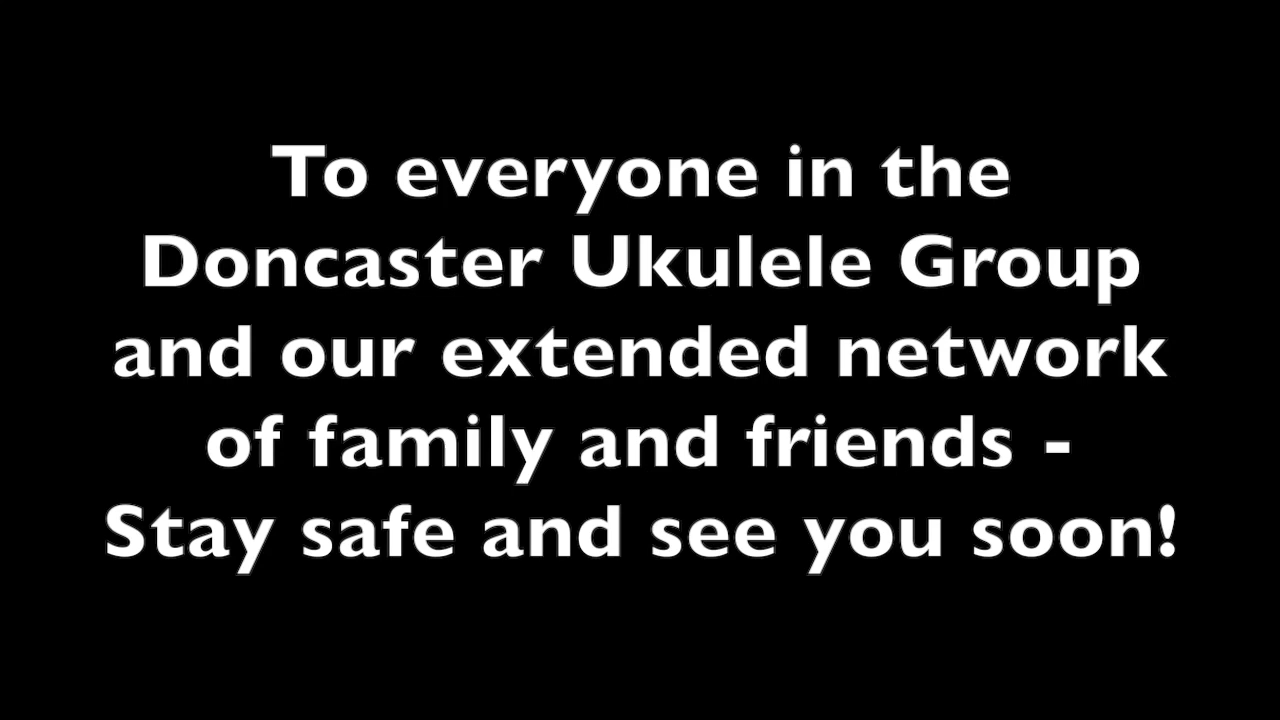 To everyone in the
Doncaster Ukulele Group
and our extended network
of family and friends -
Stay safe and see you soon!